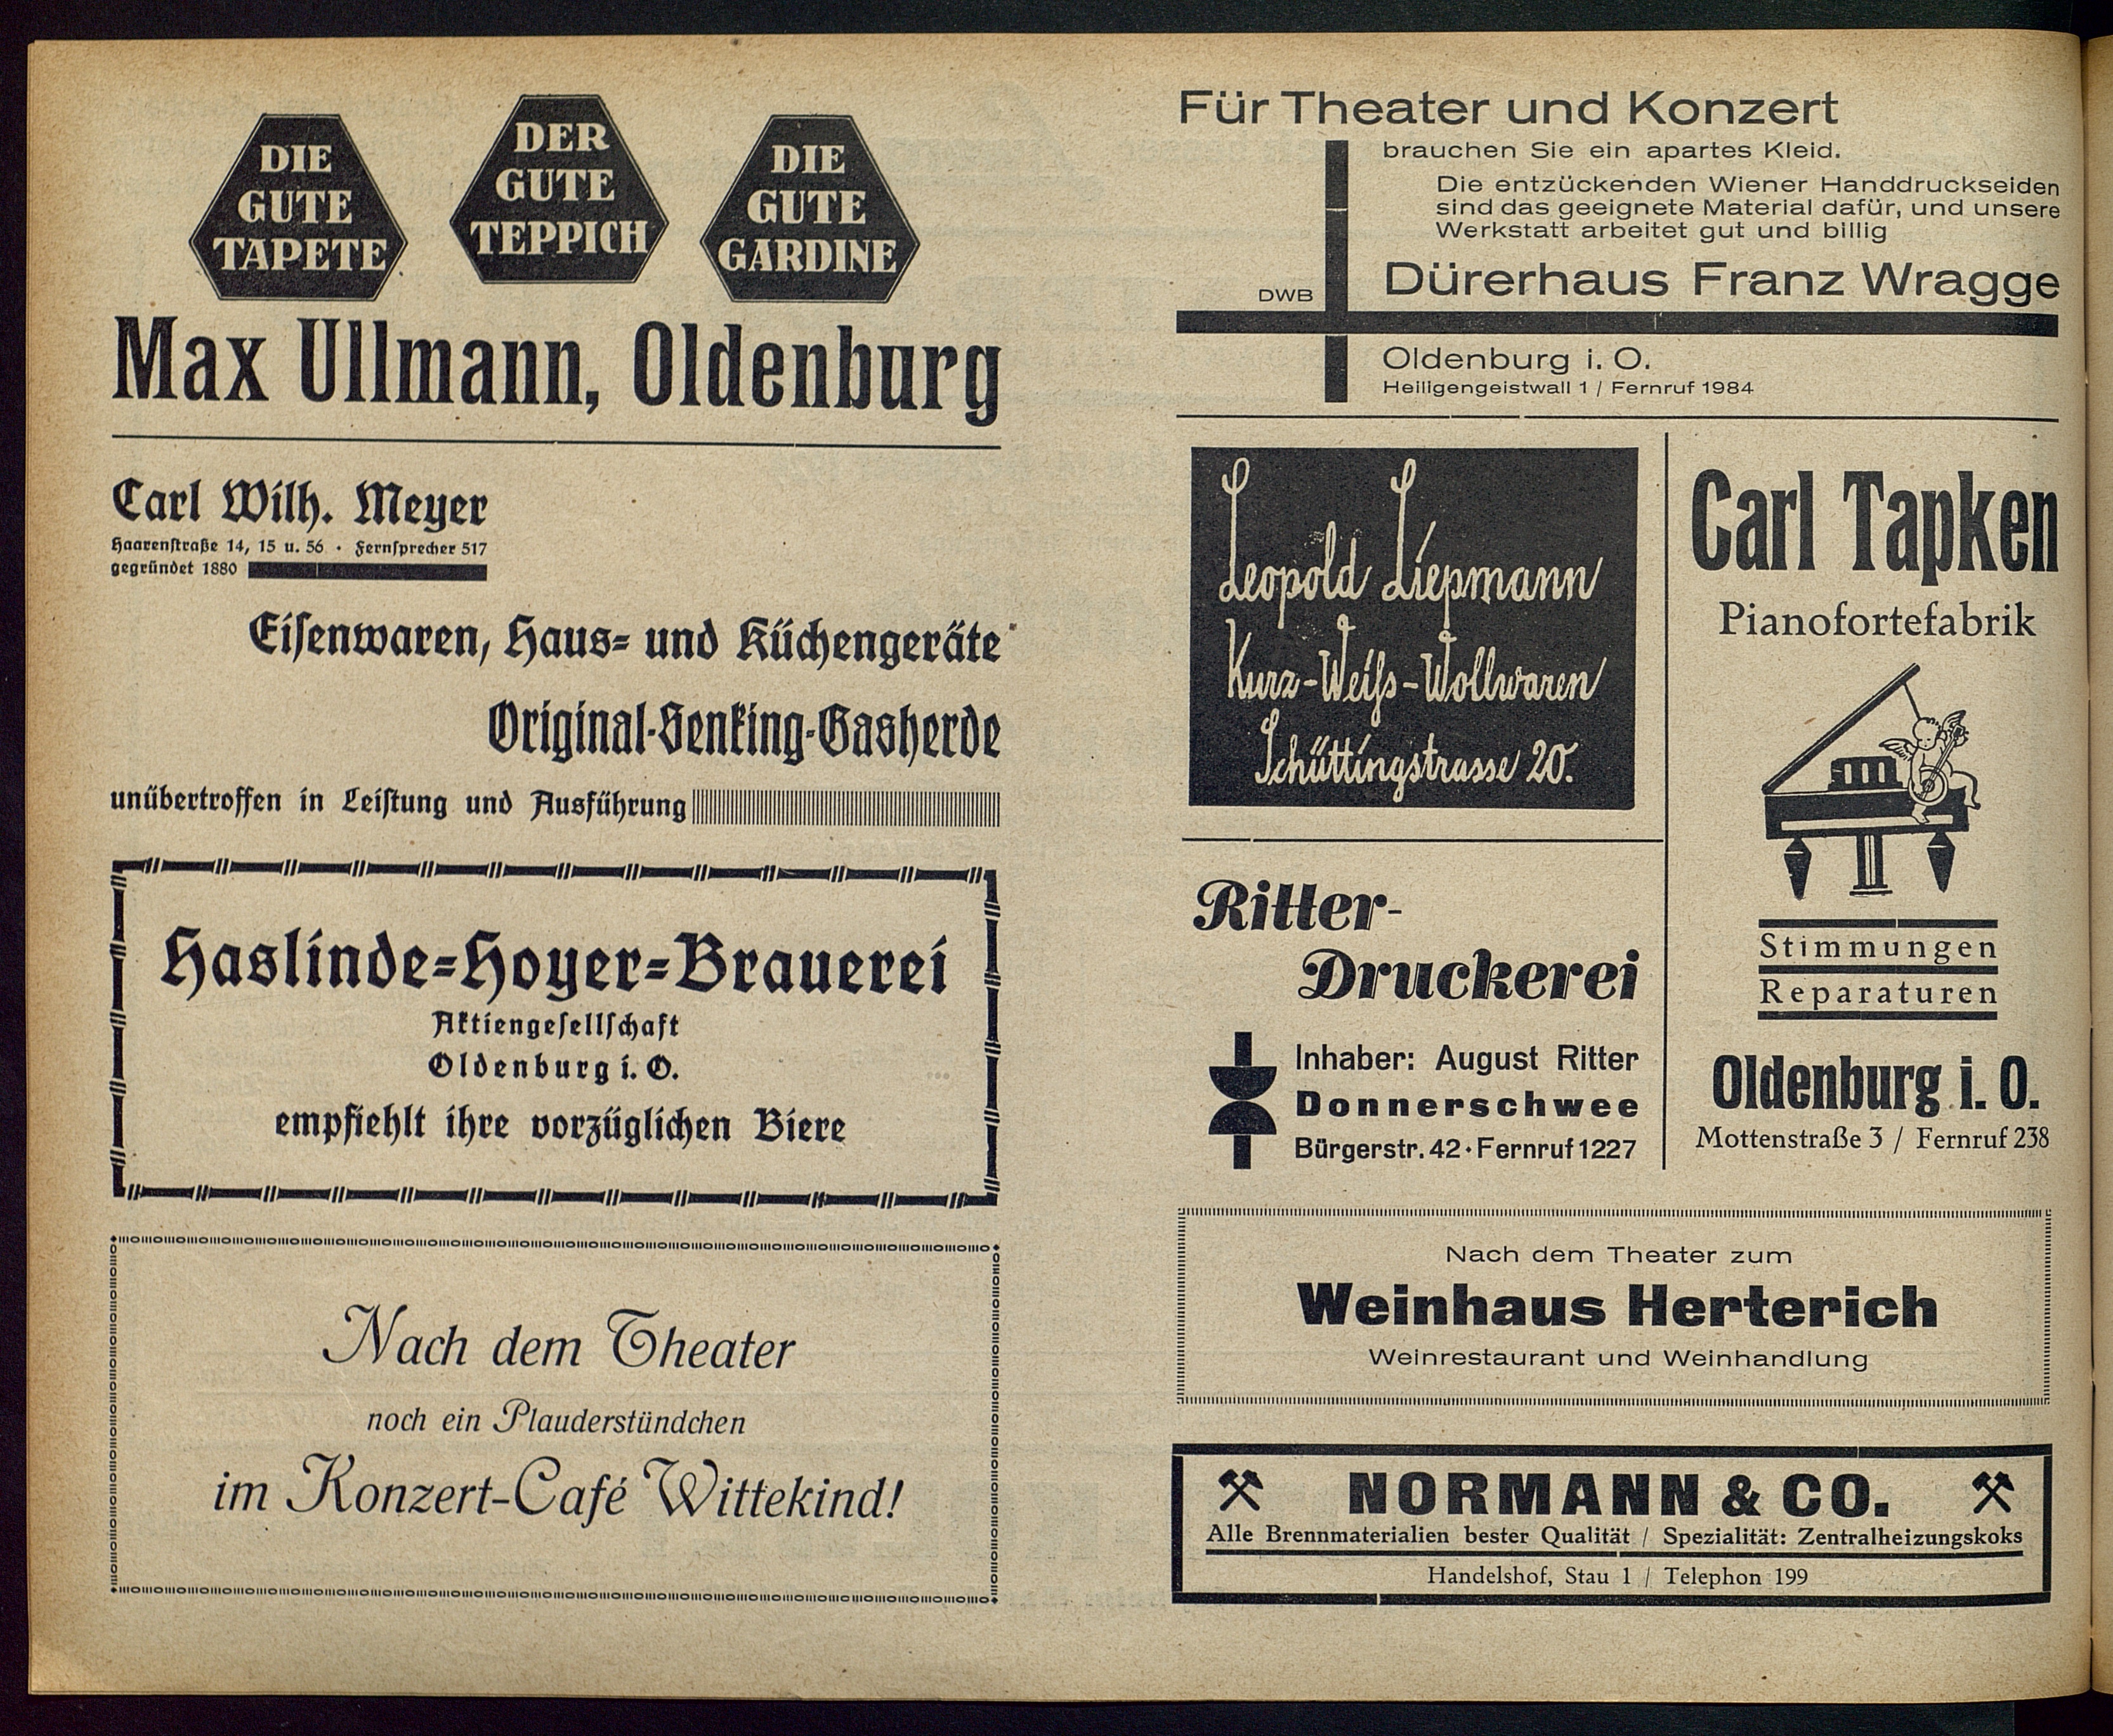 DIE
GUTE
TAPETE
DER
GUTE
TEPPICH
DIE
GUTE
GARDINE
Max Ullmann, Oldenburg
Carl Wilh. Meyer
Haarenſtraße 14, 15 u. 56 · Fernſprecher 517
gegründet 1880
Eiſenwaren, Haus= und Küchengeräte
Original-Senking-Gasherde
unübertroffen in Leiſtung und Ausführung
Haslinde=Hoyer=Brauerei
Aktiengeſellſchaft
Oldenburg i. O.
empfiehlt ihre vorzüglichen Biere
Nach dem Theater
noch ein Plauderstündchen
im Konzert-Café Wittekind!
Für Theater und Konzert
brauchen Sie ein apartes Kleid.
Die entzückenden Wiener Handdruckseiden
sind das geeignete Material dafür, und unsere
Werkstatt arbeitet gut und billig
DWB
Dürerhaus Franz Wragge
Oldenburg i. O.
Heiligengeistwall 1 / Fernruf 1984
Leopold Liepmann
Kurz-Weiſs-Wollwaren
Schüttingstrasse 20.
Ritter-
Druckerei
Inhaber: August Ritter
Donnerschwee
Bürgerstr. 42 · Fernruf 1227
Carl Tapken
Pianofortefabrik
Stimmungen
Reparaturen
Oldenburg i. O.
Mottenstraße 3 / Fernruf 238
Nach dem Theater zum
Weinhaus Herterich
Weinrestaurant und Weinhandlung
NORMANN & CO.
Alle Brennmaterialien bester Qualität / Spezialität: Zentralheizungskoks
Handelshof, Stau 1 / Telephon 199